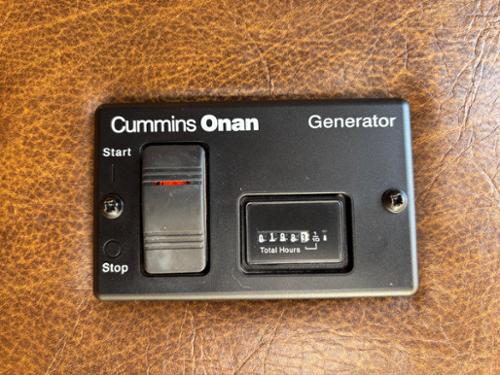 Cummins Onan Generator
Start
Stop
Total Hours